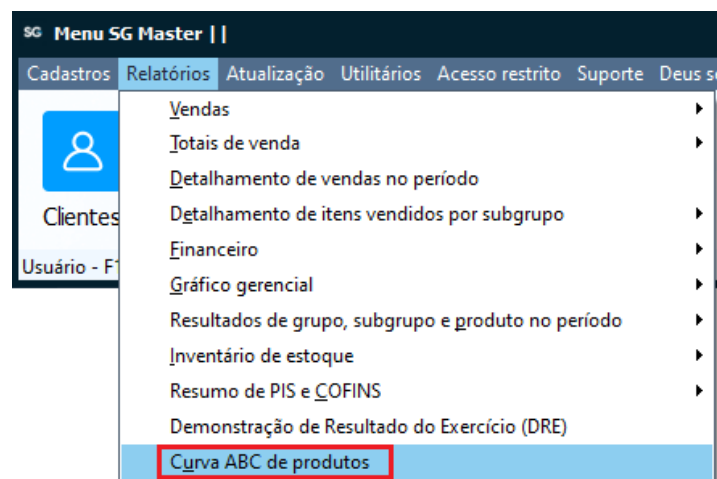 SG Menu SG Master ||
Cadastros Relatórios Atualização Utilitários Acesso restrito Suporte Deus s
Vendas
Totais de venda
Detalhamento de vendas no período
Detalhamento de itens vendidos por subgrupo
Clientes
Financeiro
Usuário - F
Gráfico gerencial
Resultados de grupo, subgrupo e produto no período
Inventário de estoque
Resumo de PIS e COFINS
Demonstração de Resultado do Exercício (DRE)
Curva ABC de produtos